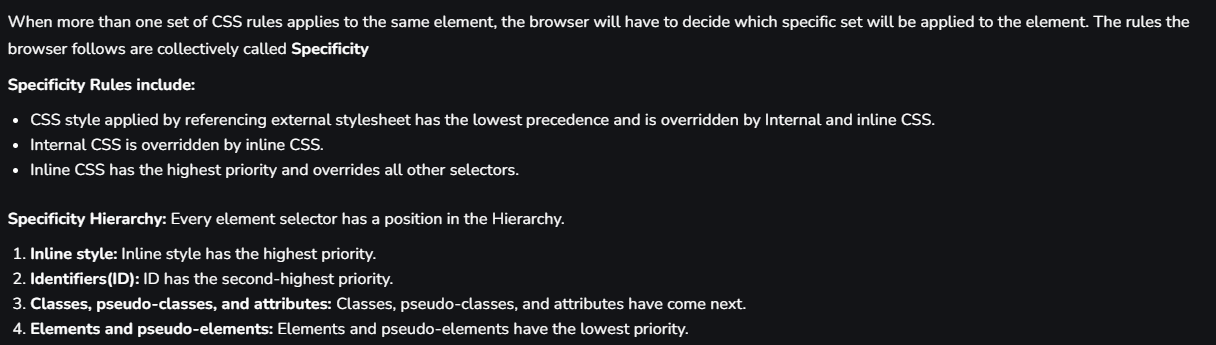 When more than one set of CSS rules applies to the same element, the browser will have to decide which specific set will be applied to the element. The rules the
browser follows are collectively called Specificity
Specificity Rules include:
• CSS style applied by referencing external stylesheet has the lowest precedence and is overridden by Internal and inline CSS.
• Internal CSS is overridden by inline CSS.
• Inline CSS has the highest priority and overrides all other selectors.
Specificity Hierarchy: Every element selector has a position in the Hierarchy.
1. Inline style: Inline style has the highest priority.
2. Identifiers(ID): ID has the second-highest priority.
3. Classes, pseudo-classes, and attributes: Classes, pseudo-classes, and attributes have come next.
4. Elements and pseudo-elements: Elements and pseudo-elements have the lowest priority.